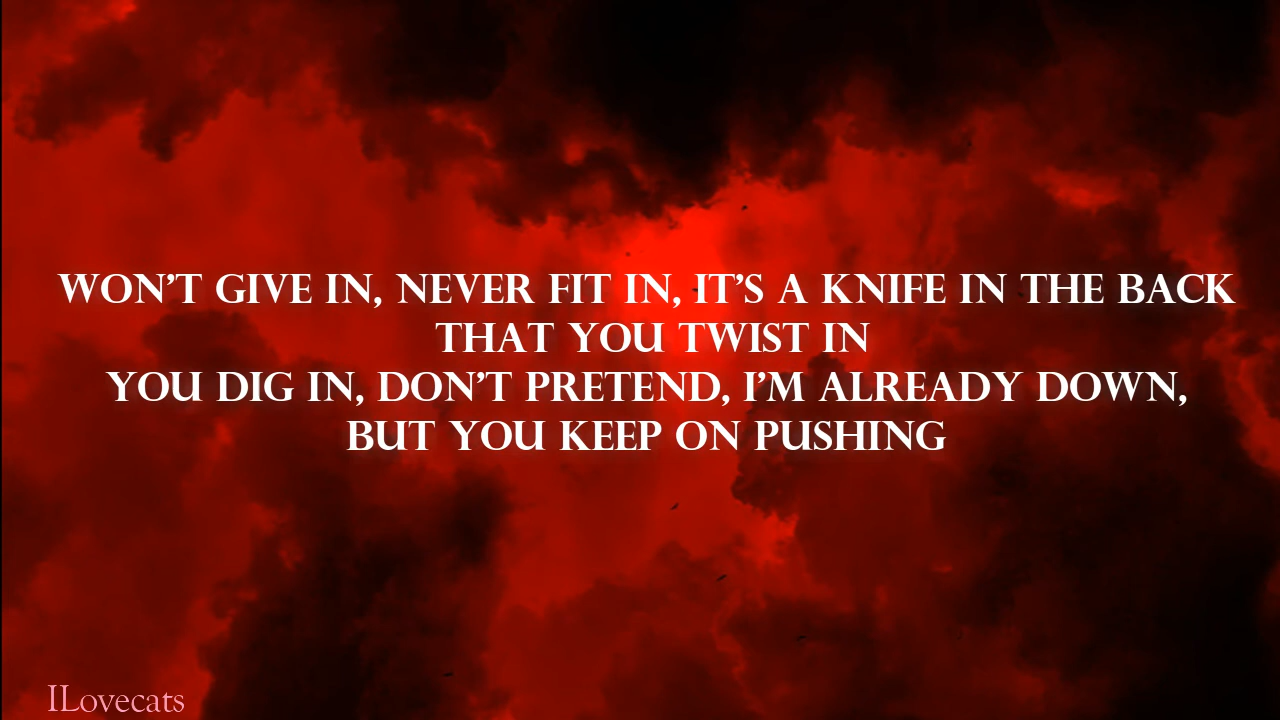 WON'T GIVE IN, NEVER FIT IN, IT'S A KNIFE IN THE BACK
THAT YOU TWIST IN
YOU DIG IN, DON'T PRETEND, I'M ALREADY DOWN,
BUT YOU KEEP ON PUSHING
ILovecats